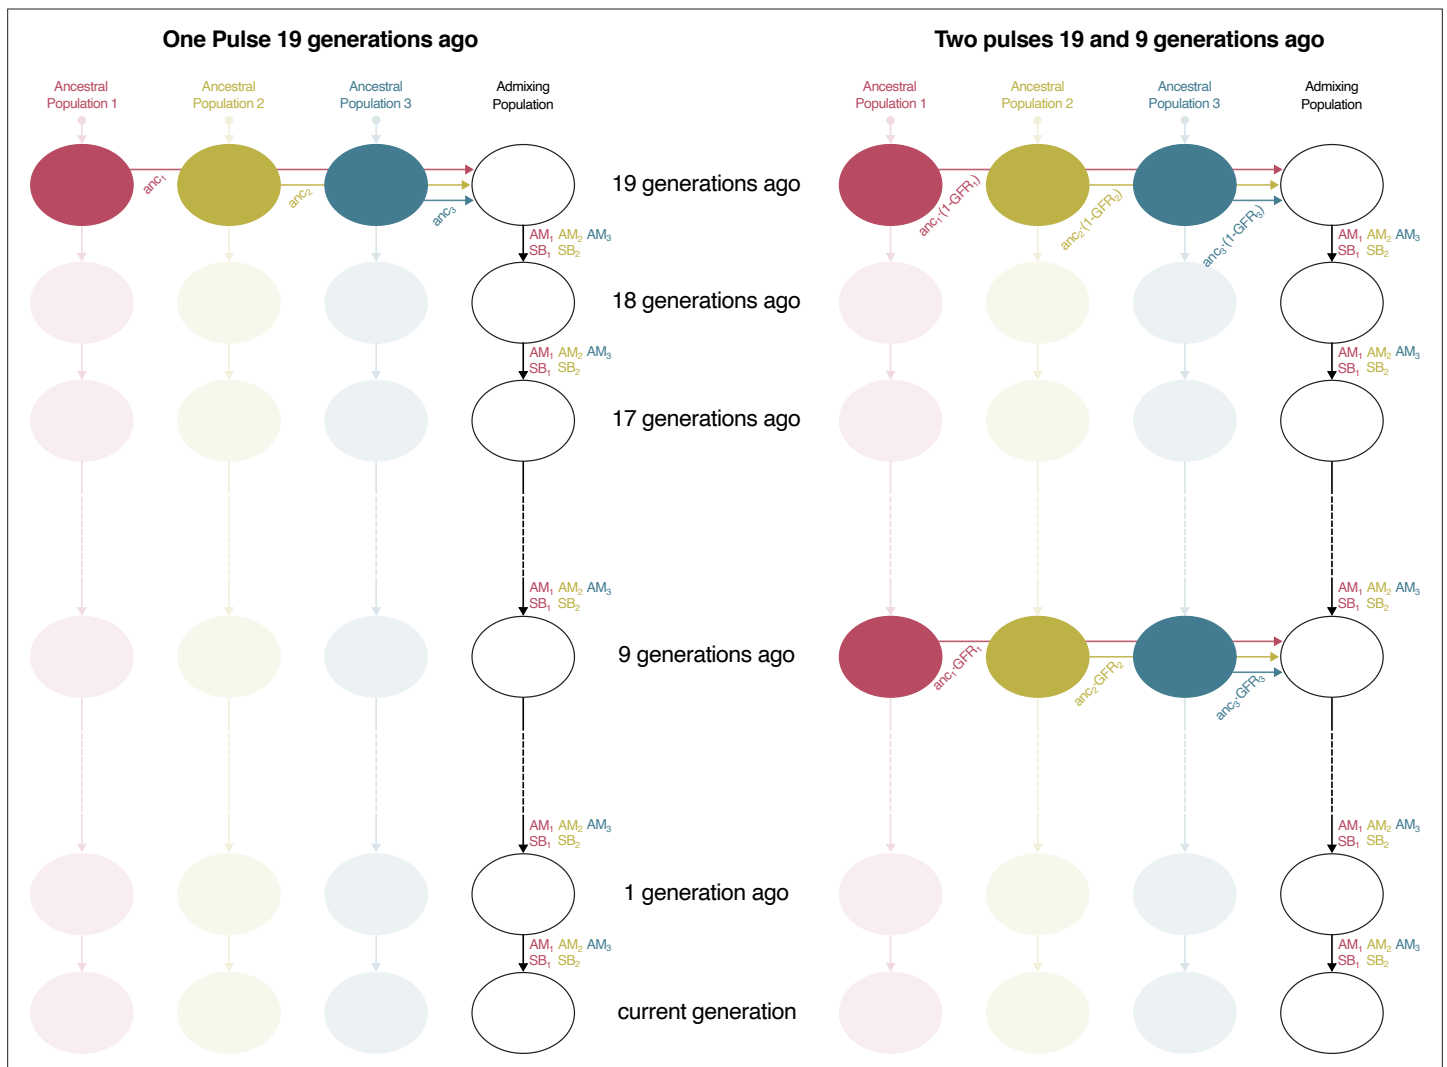 One Pulse 19 generations ago
Two pulses 19 and 9 generations ago
Ancestral
Population 1
Ancestral
Population 2
Ancestral
Population 3
Admixing
Population
Ancestral
Population 1
Ancestral
Population 2
Ancestral
Population 3
Admixing
Population
anc₁
anc₂
anc₃
19 generations ago
anc₁·(1-GFR₁)
anc₂·(1-GFR₂)
anc₃·(1-GFR₃)
AM₁ AM₂ AM₃
SB₁ SB₂
AM₁ AM₂ AM₃
SB₁ SB₂
18 generations ago
AM₁ AM₂ AM₃
SB₁ SB₂
AM₁ AM₂ AM₃
SB₁ SB₂
17 generations ago
AM₁ AM₂ AM₃
SB₁ SB₂
AM₁ AM₂ AM₃
SB₁ SB₂
9 generations ago
anc₁·GFR₁
anc₂·GFR₂
anc₃·GFR₃
AM₁ AM₂ AM₃
SB₁ SB₂
AM₁ AM₂ AM₃
SB₁ SB₂
1 generation ago
AM₁ AM₂ AM₃
SB₁ SB₂
AM₁ AM₂ AM₃
SB₁ SB₂
current generation